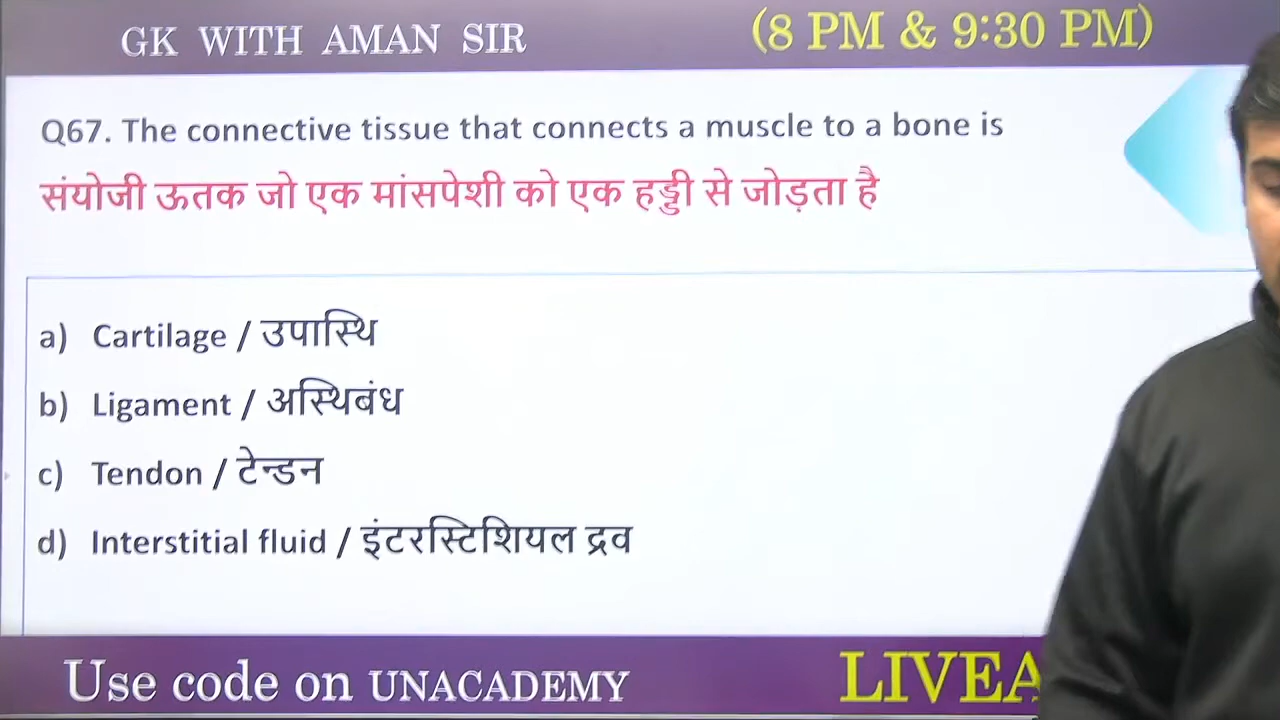 GK WITH AMAN SIR
(8 PM & 9:30 PM)
Q67. The connective tissue that connects a muscle to a bone is
संयोजी ऊतक जो एक मांसपेशी को एक हड्डी से जोड़ता है
a) Cartilage / उपास्थि
b) Ligament / अस्थिबंध
c) Tendon / टेन्डन
d) Interstitial fluid / इंटरस्टिशियल द्रव
Use code on UNACADEMY
LIVEA